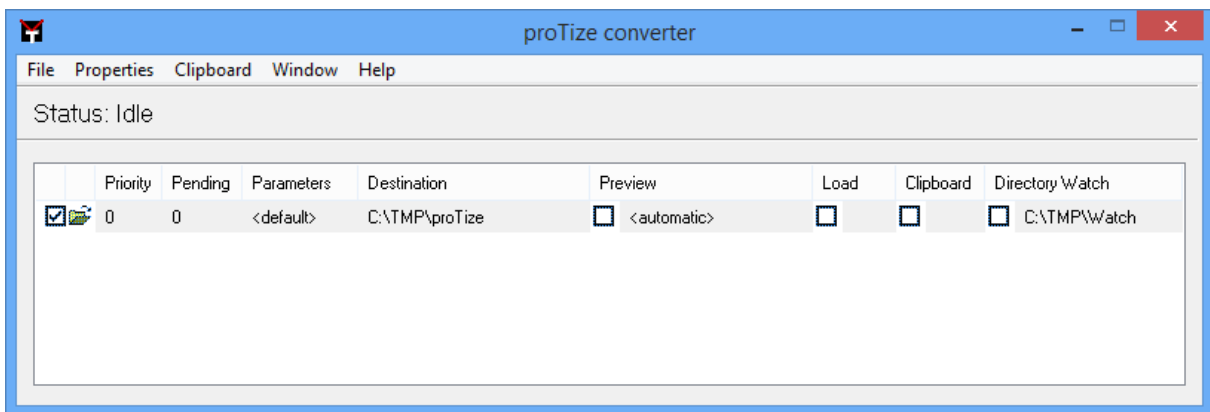 proTize converter
File Properties Clipboard Window Help
Status: Idle
Priority Pending Parameters Destination Preview Load Clipboard Directory Watch
0 0 <default> C:\TMP\proTize <automatic> C:\TMP\Watch